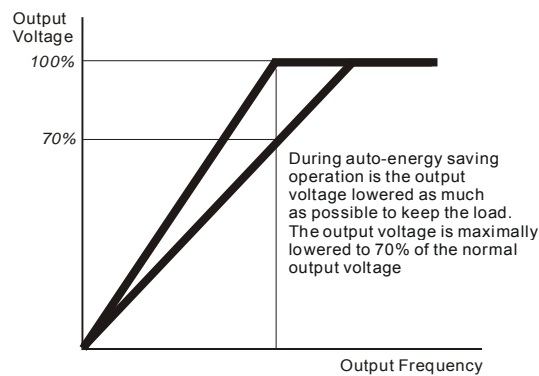 Output
Voltage
100%
70%
During auto-energy saving
operation is the output
voltage lowered as much
as possible to keep the load.
The output voltage is maximally
lowered to 70% of the normal
output voltage
Output Frequency